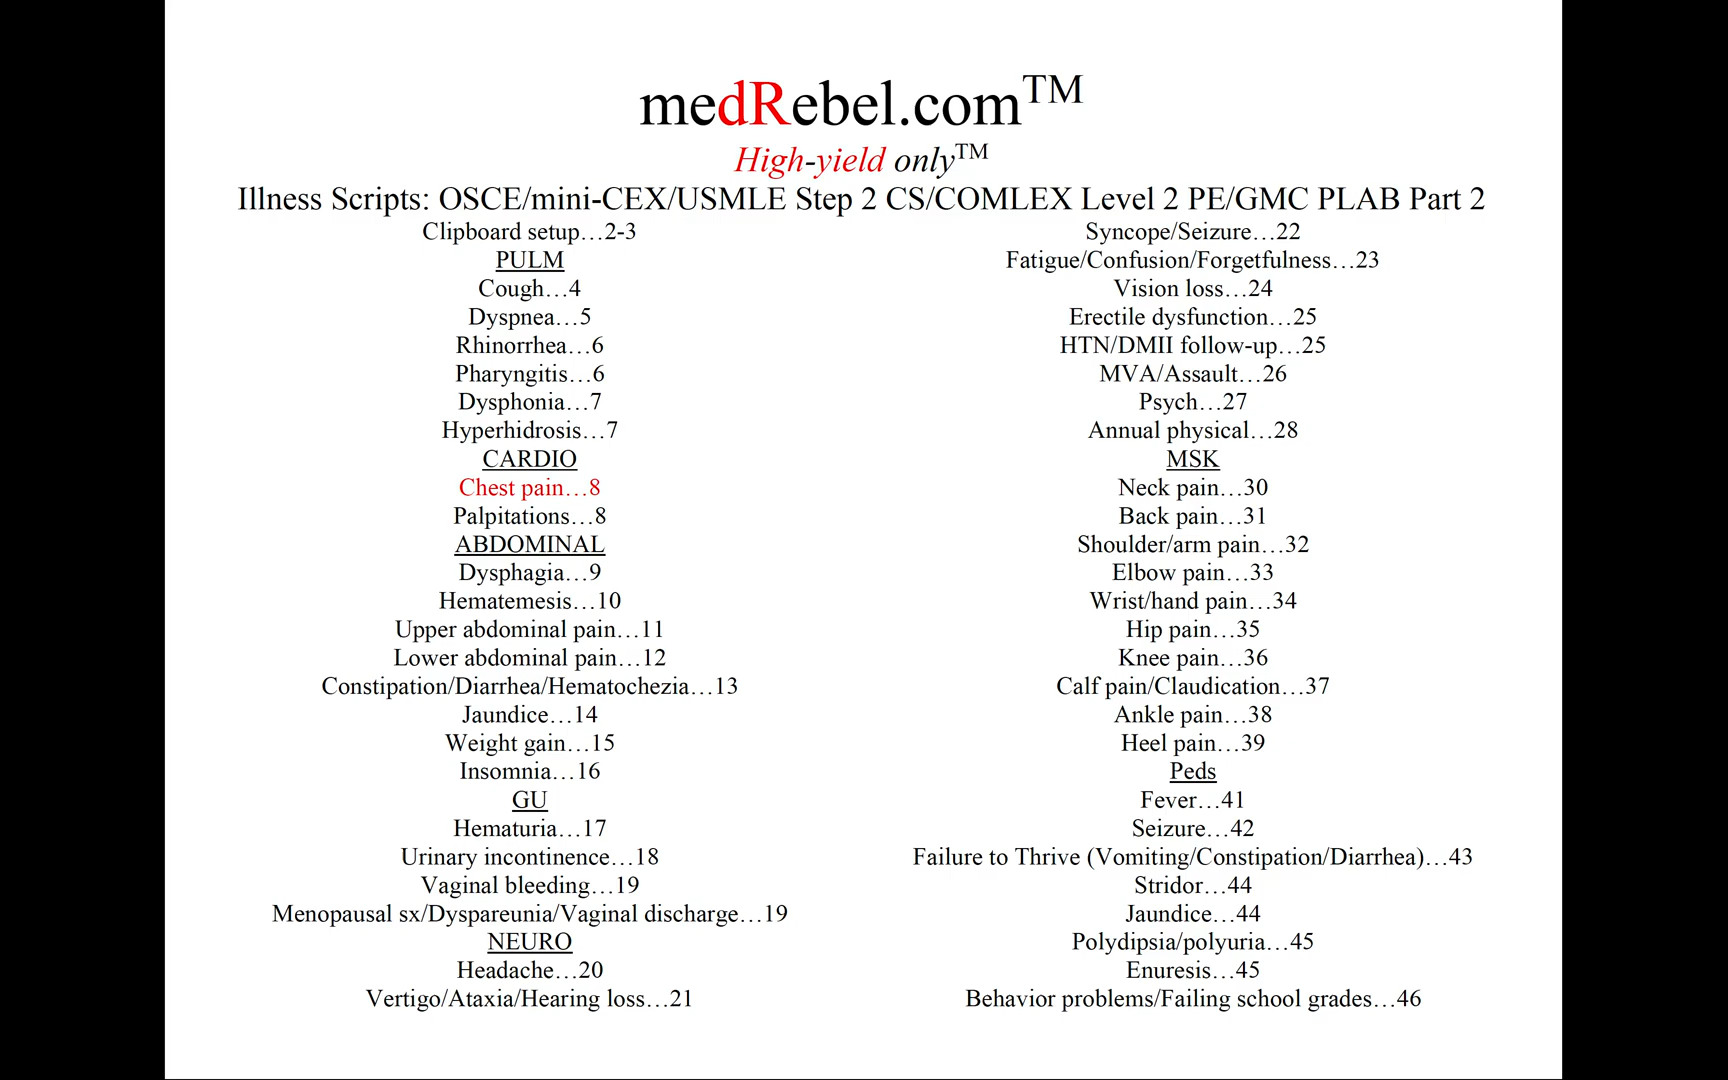 medRebel.com™
High-yield only™
Illness Scripts: OSCE/mini-CEX/USMLE Step 2 CS/COMLEX Level 2 PE/GMC PLAB Part 2
Clipboard setup…2-3
PULM
Cough…4
Dyspnea…5
Rhinorrhea…6
Pharyngitis…6
Dysphonia…7
Hyperhidrosis…7
CARDIO
Chest pain…8
Palpitations…8
ABDOMINAL
Dysphagia…9
Hematemesis…10
Upper abdominal pain…11
Lower abdominal pain…12
Constipation/Diarrhea/Hematochezia…13
Jaundice…14
Weight gain…15
Insomnia…16
GU
Hematuria…17
Urinary incontinence…18
Vaginal bleeding…19
Menopausal sx/Dyspareunia/Vaginal discharge…19
NEURO
Headache…20
Vertigo/Ataxia/Hearing loss…21
Syncope/Seizure…22
Fatigue/Confusion/Forgetfulness…23
Vision loss…24
Erectile dysfunction…25
HTN/DMII follow-up…25
MVA/Assault…26
Psych…27
Annual physical…28
MSK
Neck pain…30
Back pain…31
Shoulder/arm pain…32
Elbow pain…33
Wrist/hand pain…34
Hip pain…35
Knee pain…36
Calf pain/Claudication…37
Ankle pain…38
Heel pain…39
Peds
Fever…41
Seizure…42
Failure to Thrive (Vomiting/Constipation/Diarrhea)…43
Stridor…44
Jaundice…44
Polydipsia/polyuria…45
Enuresis…45
Behavior problems/Failing school grades…46